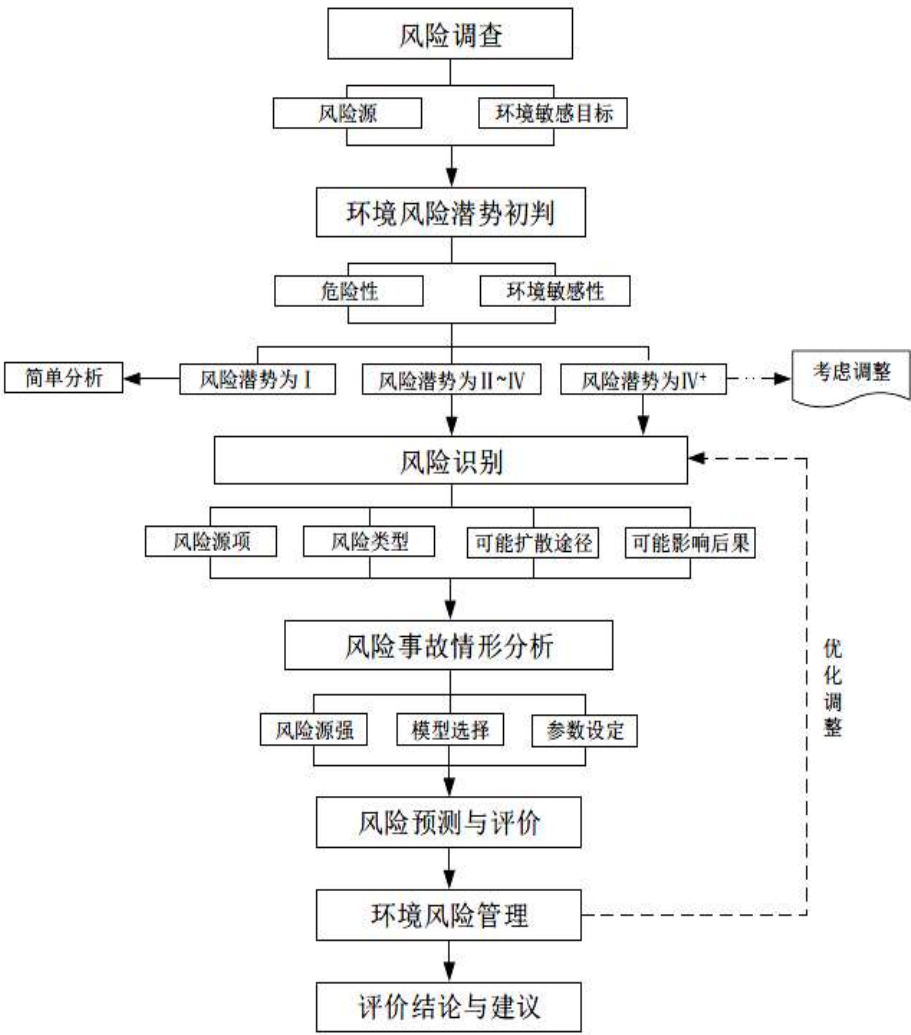 风险调查
风险源
环境敏感目标
环境风险潜势初判
危险性
环境敏感性
简单分析
风险潜势为Ⅰ
风险潜势为Ⅱ~Ⅳ
风险潜势为Ⅳ⁺
考虑调整
风险识别
风险源项
风险类型
可能扩散途径
可能影响后果
风险事故情形分析
优化调整
风险源强
模型选择
参数设定
风险预测与评价
环境风险管理
评价结论与建议